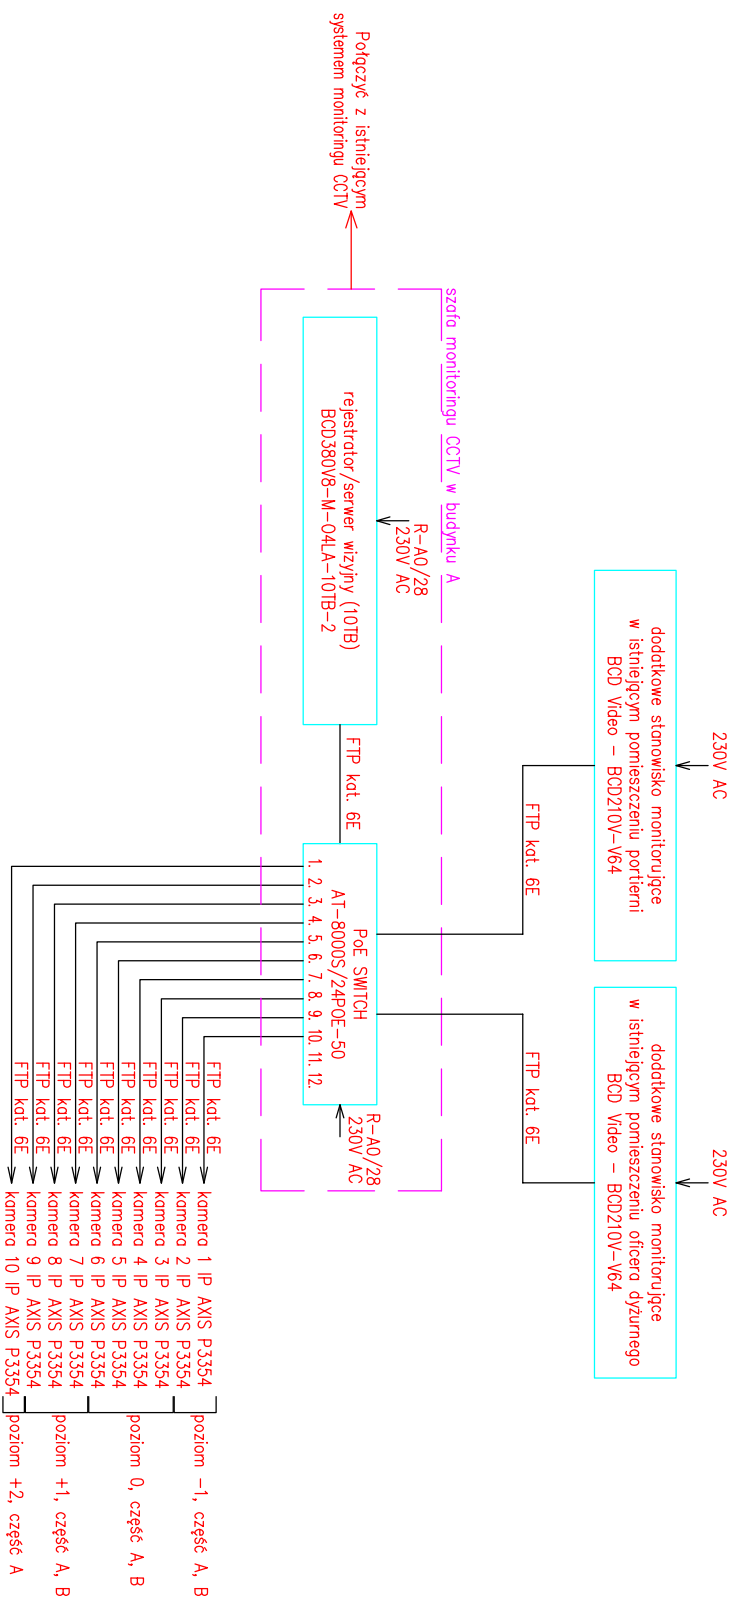 230V AC
230V AC
dodatkowe stanowisko monitorujące
w istniejącym pomieszczeniu portierni
BCD Video - BCD210V-V64
dodatkowe stanowisko monitorujące
w istniejącym pomieszczeniu oficera dyżurnego
BCD Video - BCD210V-V64
FTP kat. 6E
FTP kat. 6E
szafa monitoringu CCTV w budynku A
R-A0/28
230V AC
Połączyć z istniejącym
systemem monitoringu CCTV
rejestrator/serwer wizyjny (10TB)
BCD380V8-M-04LA-10TB-2
FTP kat. 6E
PoE SWITCH
AT-8000S/24POE-50
1. 2. 3. 4. 5. 6. 7. 8. 9. 10. 11. 12.
R-A0/28
230V AC
FTP kat. 6E
kamera 1 IP AXIS P3354
FTP kat. 6E
kamera 2 IP AXIS P3354
poziom -1, część A, B
FTP kat. 6E
kamera 3 IP AXIS P3354
FTP kat. 6E
kamera 4 IP AXIS P3354
FTP kat. 6E
kamera 5 IP AXIS P3354
FTP kat. 6E
kamera 6 IP AXIS P3354
poziom 0, część A, B
FTP kat. 6E
kamera 7 IP AXIS P3354
FTP kat. 6E
kamera 8 IP AXIS P3354
FTP kat. 6E
kamera 9 IP AXIS P3354
poziom +1, część A, B
FTP kat. 6E
kamera 10 IP AXIS P3354
poziom +2, część A